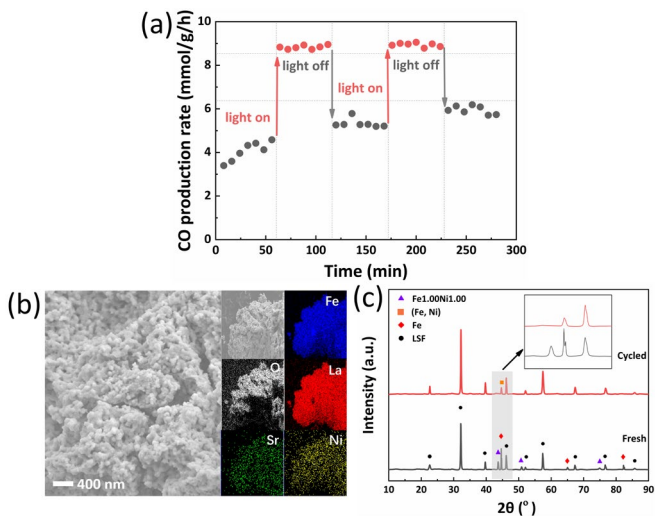 (a)
CO production rate (mmol/g/h)
10
8
6
4
2
0
light on
light off
light on
light off
0 50 100 150 200 250 300
Time (min)
(b)
400 nm
Fe
O
La
Sr
Ni
(c)
Intensity (a.u.)
Fe1.00Ni1.00
(Fe, Ni)
Fe
LSF
Cycled
Fresh
10 20 30 40 50 60 70 80 90
2θ (°)